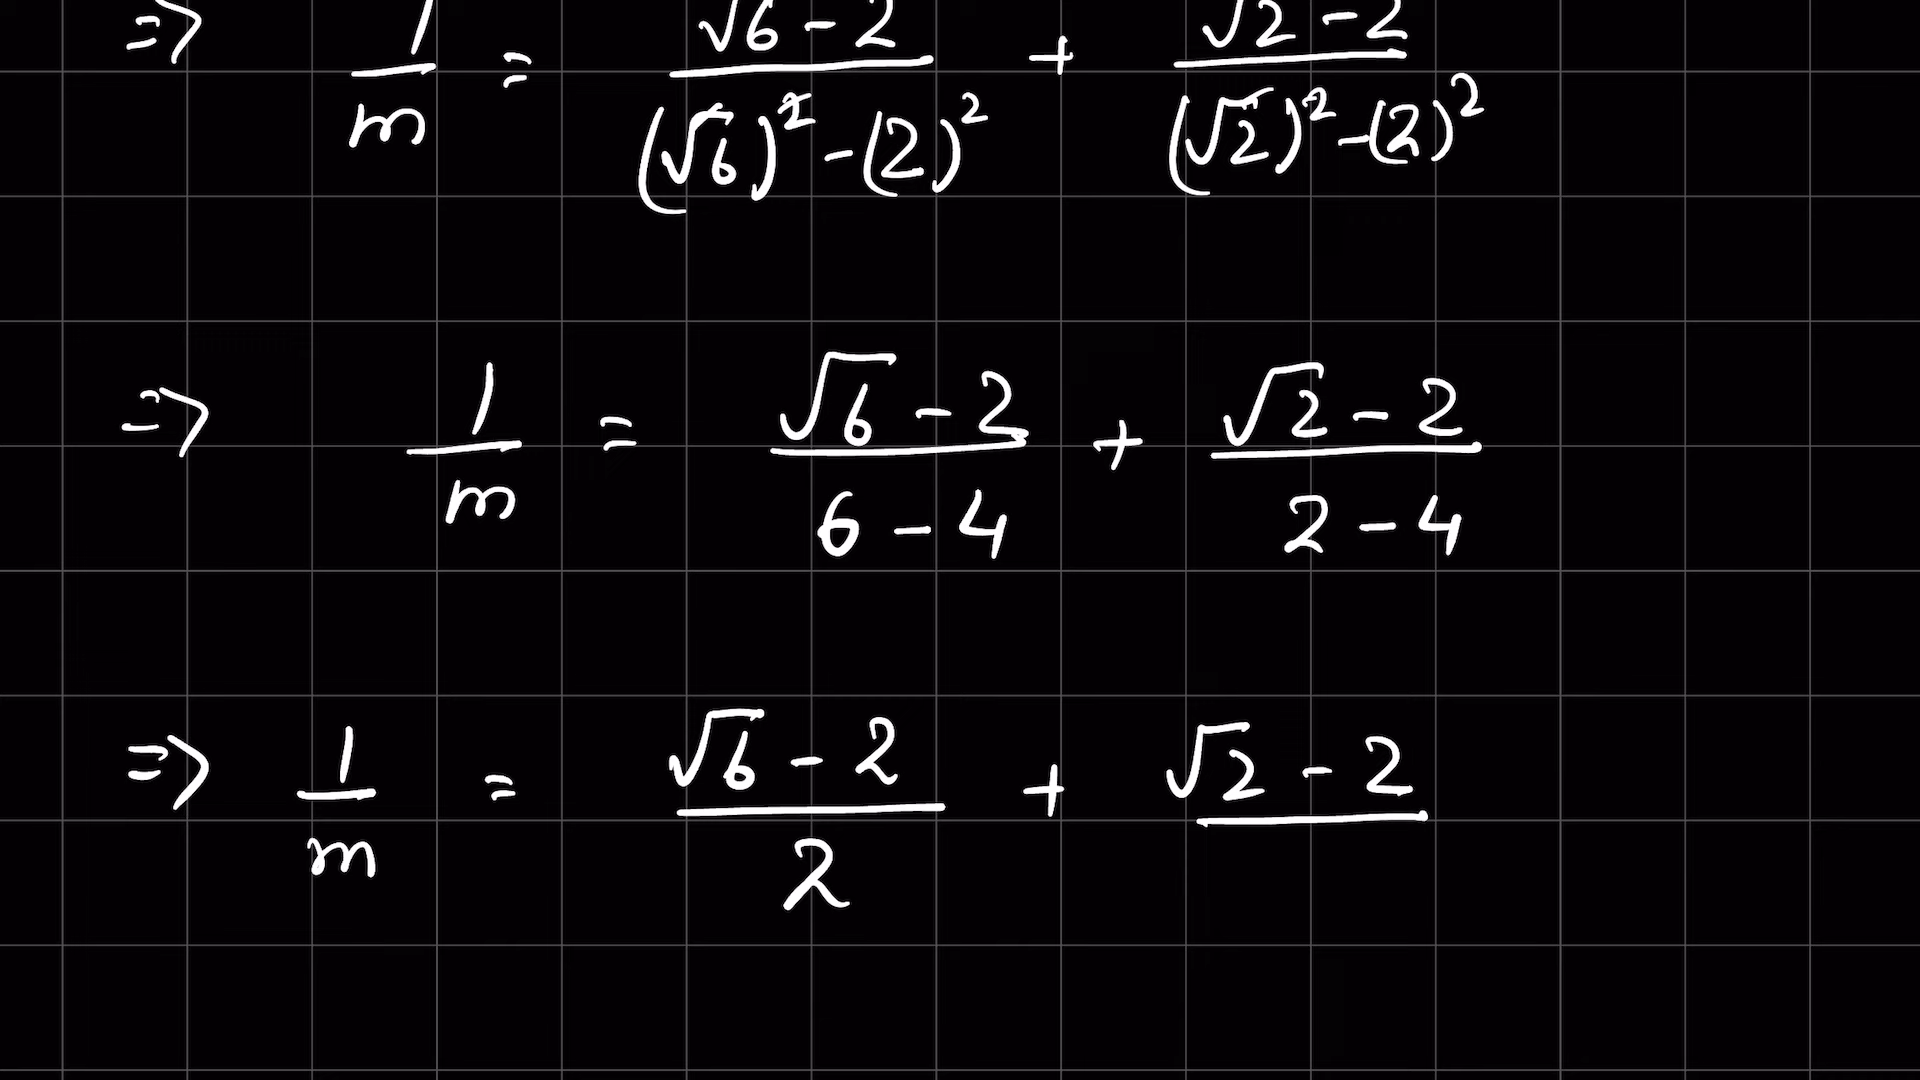 => 1/m = (√6 - 2)/((√6)² - (2)²) + (√2 - 2)/((√2)² - (2)²)
=> 1/m = (√6 - 2)/(6 - 4) + (√2 - 2)/(2 - 4)
=> 1/m = (√6 - 2)/2 + (√2 - 2)/